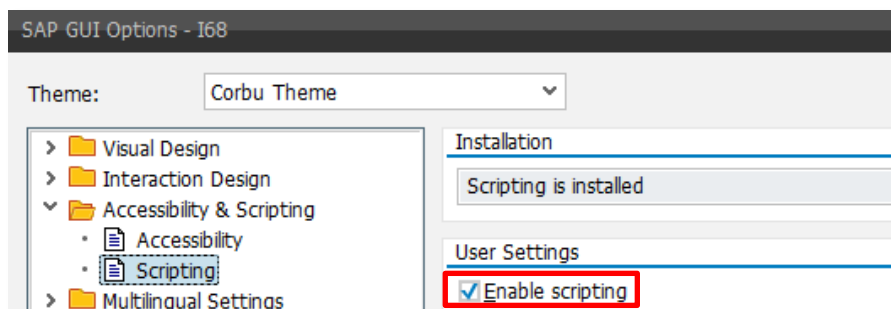 SAP GUI Options - I68
Theme:
Corbu Theme
Visual Design
Interaction Design
Accessibility & Scripting
Accessibility
Scripting
Multilingual Settings
Installation
Scripting is installed
User Settings
Enable scripting